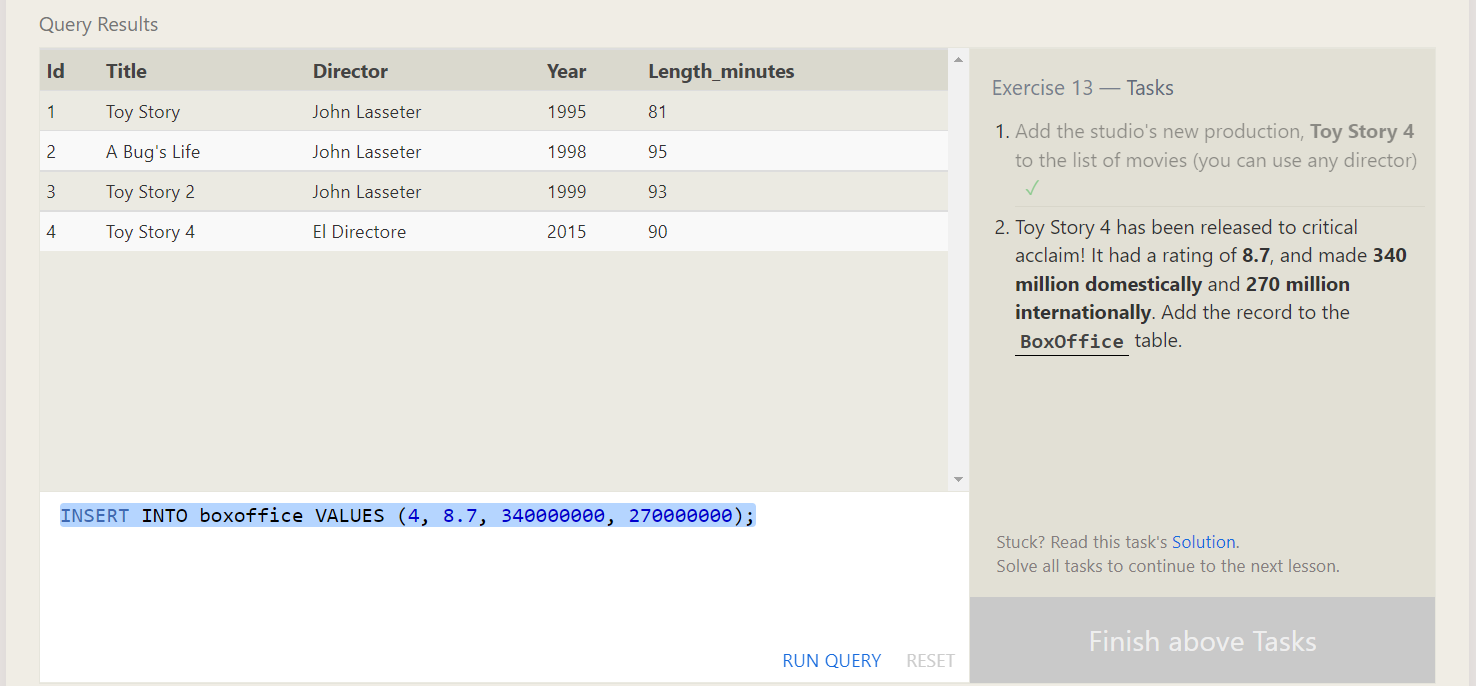 Query Results
Id Title Director Year Length_minutes
1 Toy Story John Lasseter 1995 81
2 A Bug's Life John Lasseter 1998 95
3 Toy Story 2 John Lasseter 1999 93
4 Toy Story 4 El Directore 2015 90
INSERT INTO boxoffice VALUES (4, 8.7, 340000000, 270000000);
RUN QUERY RESET
Exercise 13 — Tasks
1. Add the studio's new production, Toy Story 4
to the list of movies (you can use any director)
✓
2. Toy Story 4 has been released to critical
acclaim! It had a rating of 8.7, and made 340
million domestically and 270 million
internationally. Add the record to the
BoxOffice table.
Stuck? Read this task's Solution.
Solve all tasks to continue to the next lesson.
Finish above Tasks